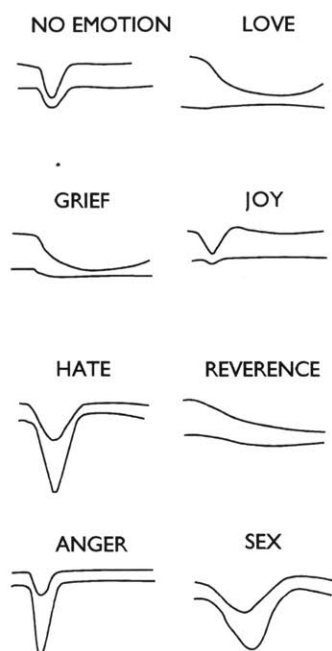 NO EMOTION
LOVE
GRIEF
JOY
HATE
REVERENCE
ANGER
SEX